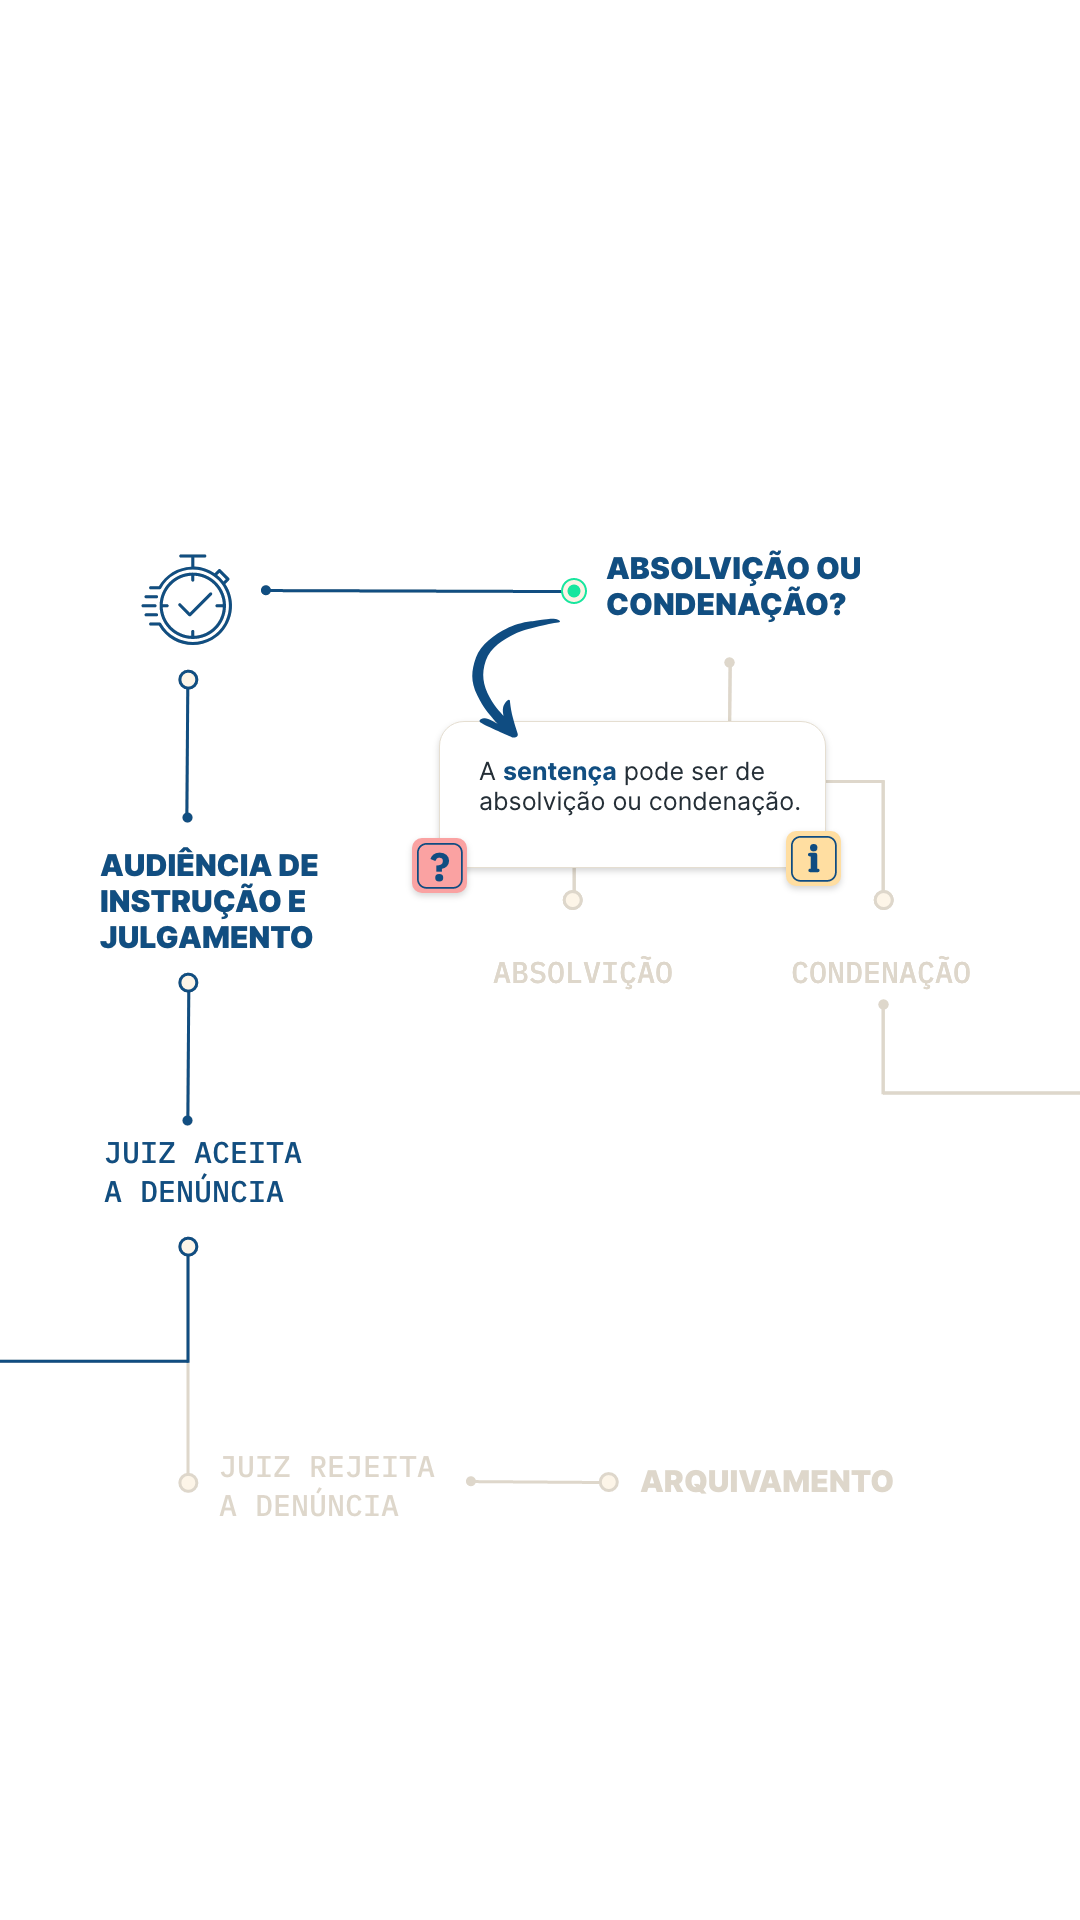 ABSOLVIÇÃO OU
CONDENAÇÃO?
A sentença pode ser de
absolvição ou condenação.
?
i
AUDIÊNCIA DE
INSTRUÇÃO E
JULGAMENTO
ABSOLVIÇÃO
CONDENAÇÃO
JUIZ ACEITA
A DENÚNCIA
JUIZ REJEITA
A DENÚNCIA
ARQUIVAMENTO